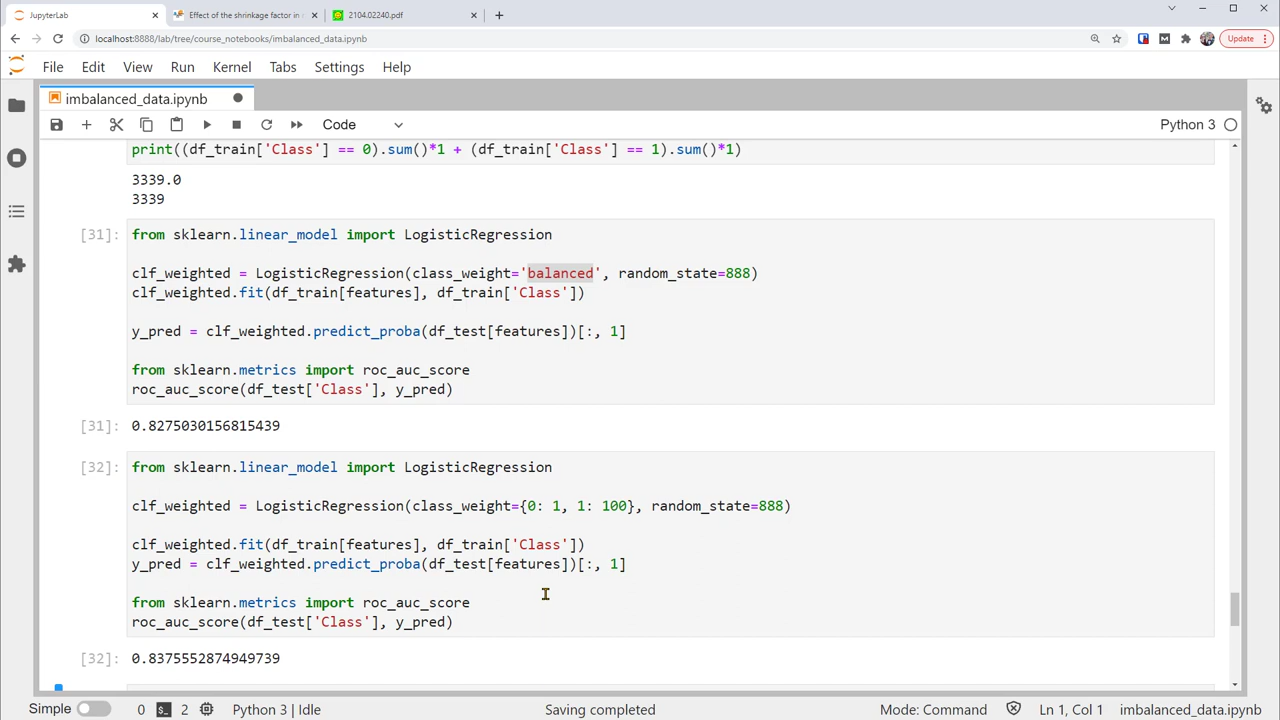 JupyterLab
Effect of the shrinkage factor in
2104.02240.pdf
localhost:8888/lab/tree/course_notebooks/imbalanced_data.ipynb
Update
File Edit View Run Kernel Tabs Settings Help
imbalanced_data.ipynb
Code
Python 3
print((df_train['Class'] == 0).sum()*1 + (df_train['Class'] == 1).sum()*1)
3339.0
3339
[31]: from sklearn.linear_model import LogisticRegression
clf_weighted = LogisticRegression(class_weight='balanced', random_state=888)
clf_weighted.fit(df_train[features], df_train['Class'])
y_pred = clf_weighted.predict_proba(df_test[features])[:, 1]
from sklearn.metrics import roc_auc_score
roc_auc_score(df_test['Class'], y_pred)
[31]: 0.8275030156815439
[32]: from sklearn.linear_model import LogisticRegression
clf_weighted = LogisticRegression(class_weight={0: 1, 1: 100}, random_state=888)
clf_weighted.fit(df_train[features], df_train['Class'])
y_pred = clf_weighted.predict_proba(df_test[features])[:, 1]
from sklearn.metrics import roc_auc_score
roc_auc_score(df_test['Class'], y_pred)
[32]: 0.8375552874949739
Simple 0 2 Python 3 | Idle Saving completed Mode: Command Ln 1, Col 1 imbalanced_data.ipynb